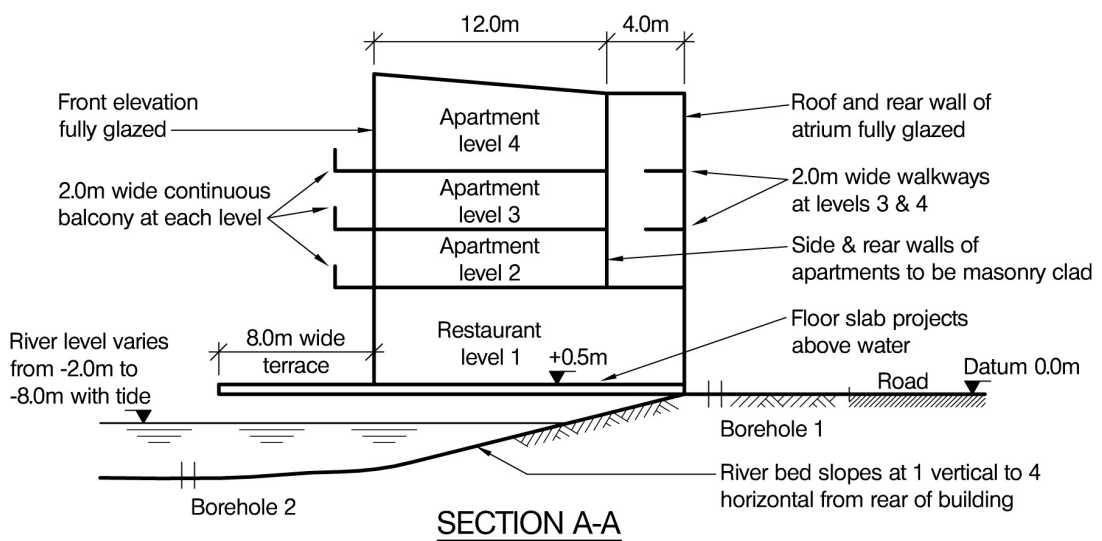 12.0m
4.0m
Front elevation
fully glazed
Apartment
level 4
Roof and rear wall of
atrium fully glazed
2.0m wide continuous
balcony at each level
Apartment
level 3
2.0m wide walkways
at levels 3 & 4
Apartment
level 2
Side & rear walls of
apartments to be masonry clad
River level varies
from -2.0m to
-8.0m with tide
8.0m wide
terrace
Restaurant
level 1
+0.5m
Floor slab projects
above water
Road
Datum 0.0m
Borehole 1
Borehole 2
River bed slopes at 1 vertical to 4
horizontal from rear of building
SECTION A-A